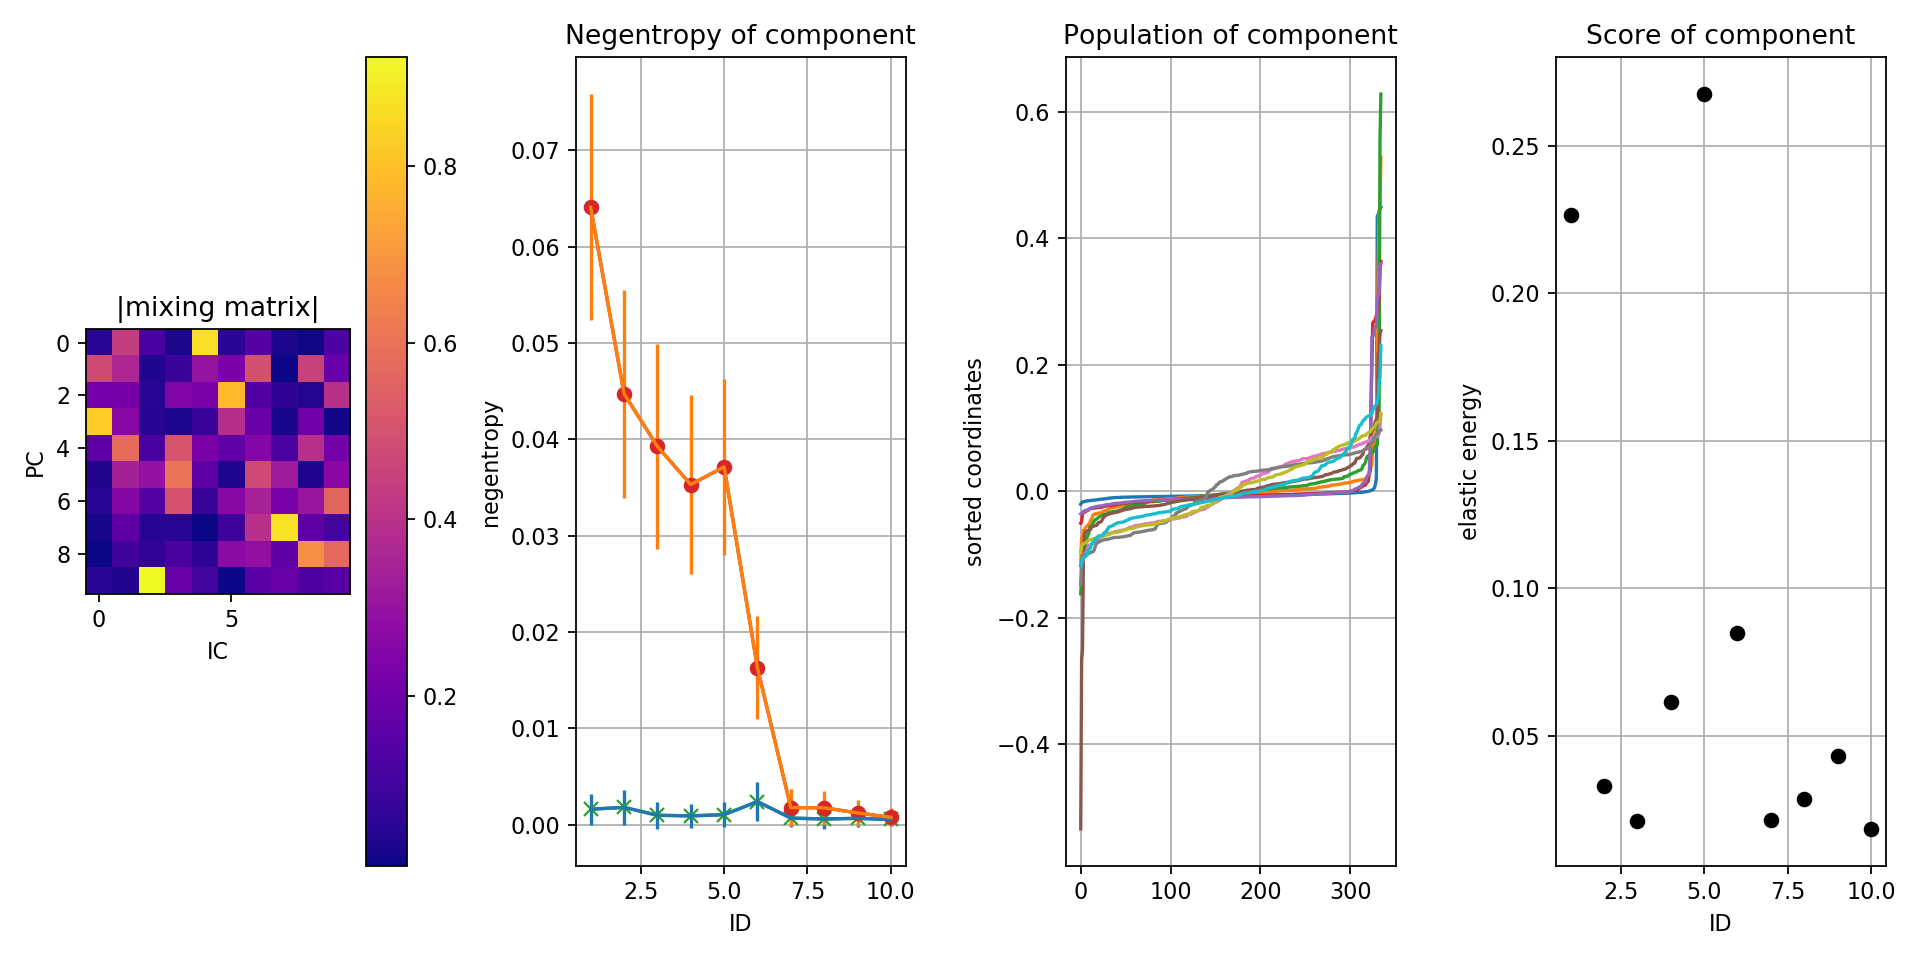 |mixing matrix|
0
2
4
6
8
PC
0
5
IC
0.8
0.6
0.4
0.2
Negentropy of component
0.07
0.06
0.05
0.04
0.03
0.02
0.01
0.00
negentropy
2.5 5.0 7.5 10.0
ID
Population of component
0.6
0.4
0.2
0.0
−0.2
−0.4
sorted coordinates
0 100 200 300
Score of component
0.25
0.20
0.15
0.10
0.05
elastic energy
2.5 5.0 7.5 10.0
ID